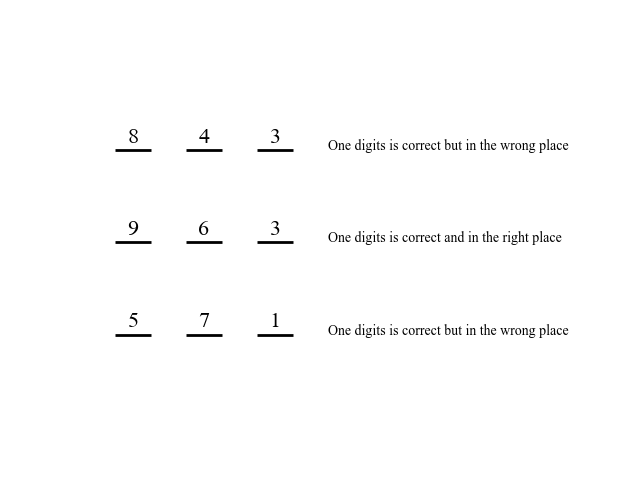 8 4 3 One digits is correct but in the wrong place
9 6 3 One digits is correct and in the right place
5 7 1 One digits is correct but in the wrong place